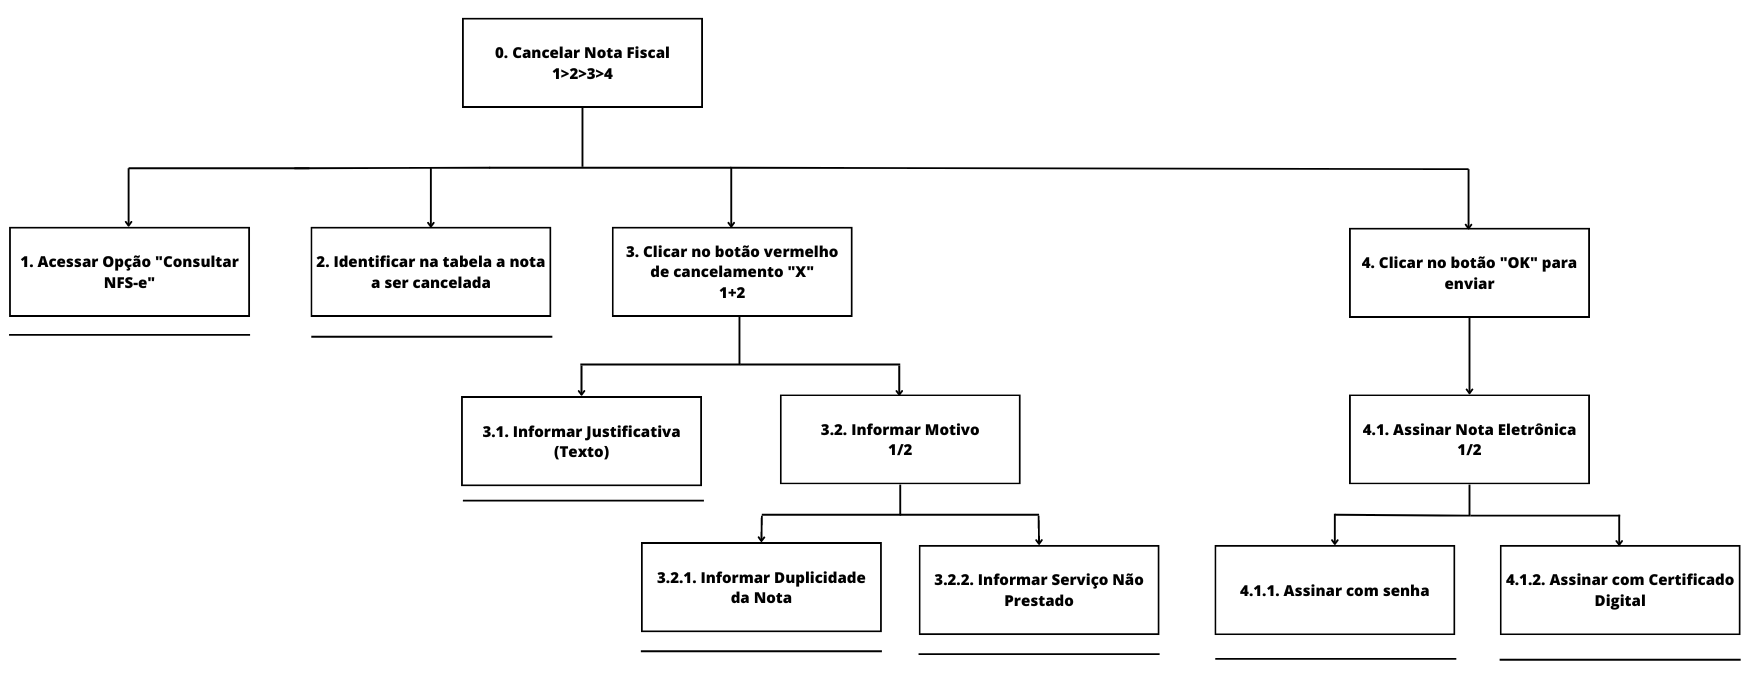 0. Cancelar Nota Fiscal
1>2>3>4
1. Acessar Opção "Consultar
NFS-e"
2. Identificar na tabela a nota
a ser cancelada
3. Clicar no botão vermelho
de cancelamento "X"
1+2
4. Clicar no botão "OK" para
enviar
3.1. Informar Justificativa
(Texto)
3.2. Informar Motivo
1/2
4.1. Assinar Nota Eletrônica
1/2
3.2.1. Informar Duplicidade
da Nota
3.2.2. Informar Serviço Não
Prestado
4.1.1. Assinar com senha
4.1.2. Assinar com Certificado
Digital